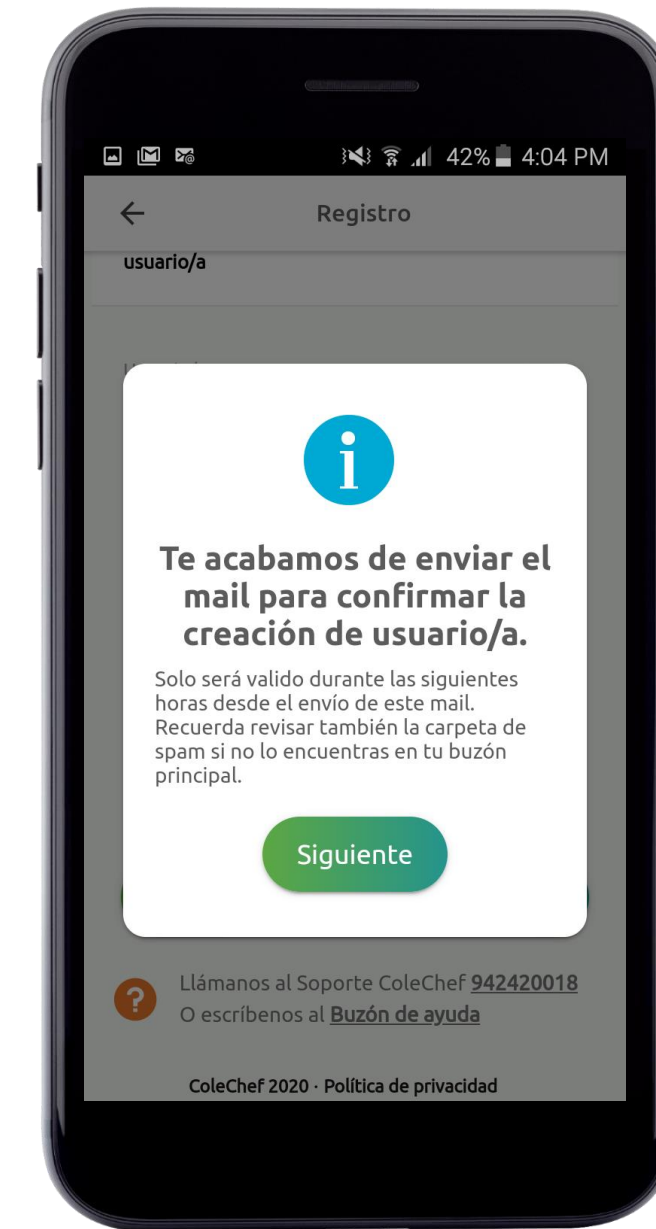 42% 4:04 PM
Registro
usuario/a
i
Te acabamos de enviar el
mail para confirmar la
creación de usuario/a.
Solo será valido durante las siguientes
horas desde el envío de este mail.
Recuerda revisar también la carpeta de
spam si no lo encuentras en tu buzón
principal.
Siguiente
? Llámanos al Soporte ColeChef 942420018
O escríbenos al Buzón de ayuda
ColeChef 2020 · Política de privacidad